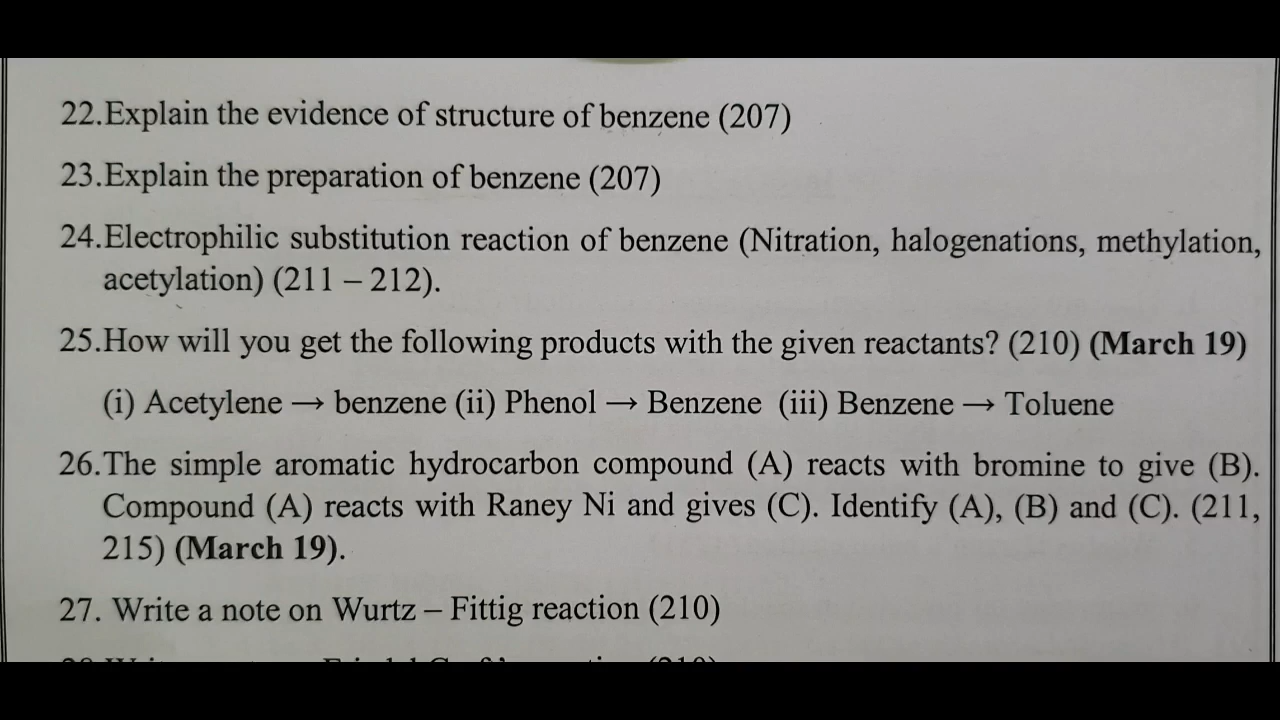 22.Explain the evidence of structure of benzene (207)
23.Explain the preparation of benzene (207)
24.Electrophilic substitution reaction of benzene (Nitration, halogenations, methylation,
acetylation) (211 – 212).
25.How will you get the following products with the given reactants? (210) (March 19)
(i) Acetylene → benzene (ii) Phenol → Benzene (iii) Benzene → Toluene
26.The simple aromatic hydrocarbon compound (A) reacts with bromine to give (B).
Compound (A) reacts with Raney Ni and gives (C). Identify (A), (B) and (C). (211,
215) (March 19).
27. Write a note on Wurtz – Fittig reaction (210)